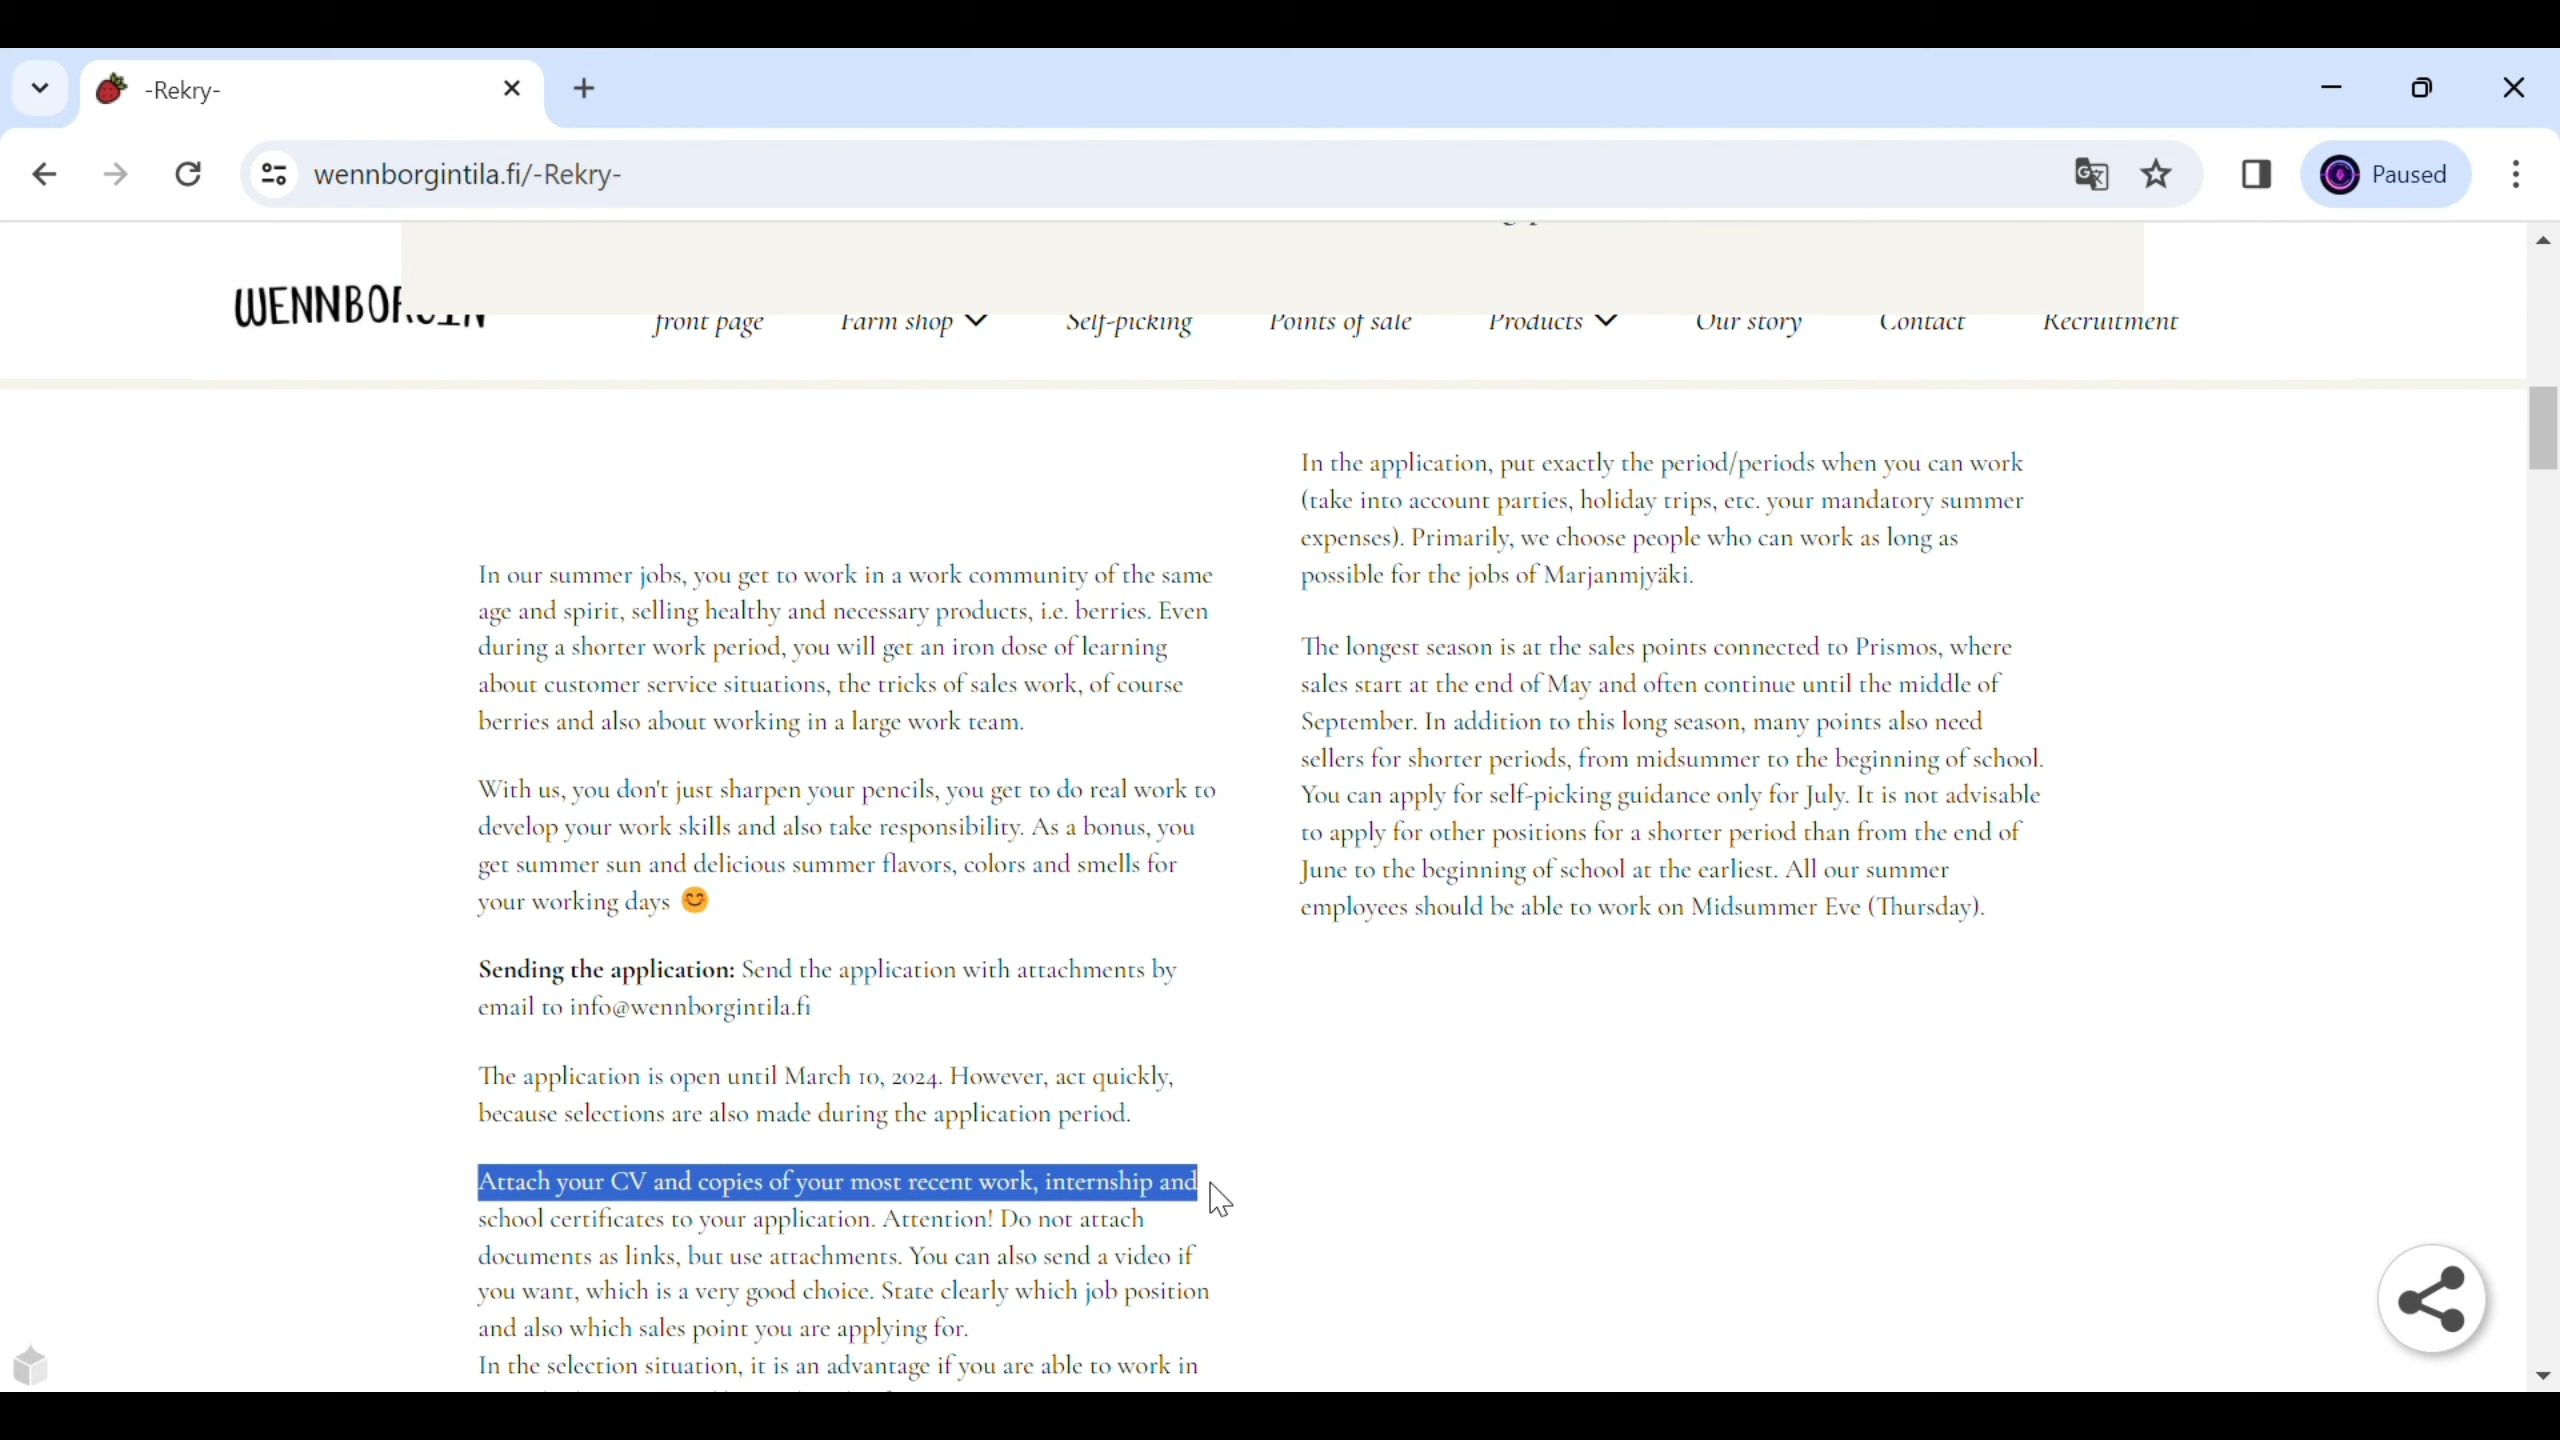 -Rekry-
wennborgintila.fi/-Rekry-
Paused
front page
Farm shop
Self-picking
Points of sale
Products
Our story
Contact
Recruitment
In our summer jobs, you get to work in a work community of the same
age and spirit, selling healthy and necessary products, i.e. berries. Even
during a shorter work period, you will get an iron dose of learning
about customer service situations, the tricks of sales work, of course
berries and also about working in a large work team.
With us, you don't just sharpen your pencils, you get to do real work to
develop your work skills and also take responsibility. As a bonus, you
get summer sun and delicious summer flavors, colors and smells for
your working days 😊
Sending the application: Send the application with attachments by
email to info@wennborgintila.fi
The application is open until March 10, 2024. However, act quickly,
because selections are also made during the application period.
Attach your CV and copies of your most recent work, internship and
school certificates to your application. Attention! Do not attach
documents as links, but use attachments. You can also send a video if
you want, which is a very good choice. State clearly which job position
and also which sales point you are applying for.
In the selection situation, it is an advantage if you are able to work in
In the application, put exactly the period/periods when you can work
(take into account parties, holiday trips, etc. your mandatory summer
expenses). Primarily, we choose people who can work as long as
possible for the jobs of Marjanmjyäki.
The longest season is at the sales points connected to Prismos, where
sales start at the end of May and often continue until the middle of
September. In addition to this long season, many points also need
sellers for shorter periods, from midsummer to the beginning of school.
You can apply for self-picking guidance only for July. It is not advisable
to apply for other positions for a shorter period than from the end of
June to the beginning of school at the earliest. All our summer
employees should be able to work on Midsummer Eve (Thursday).